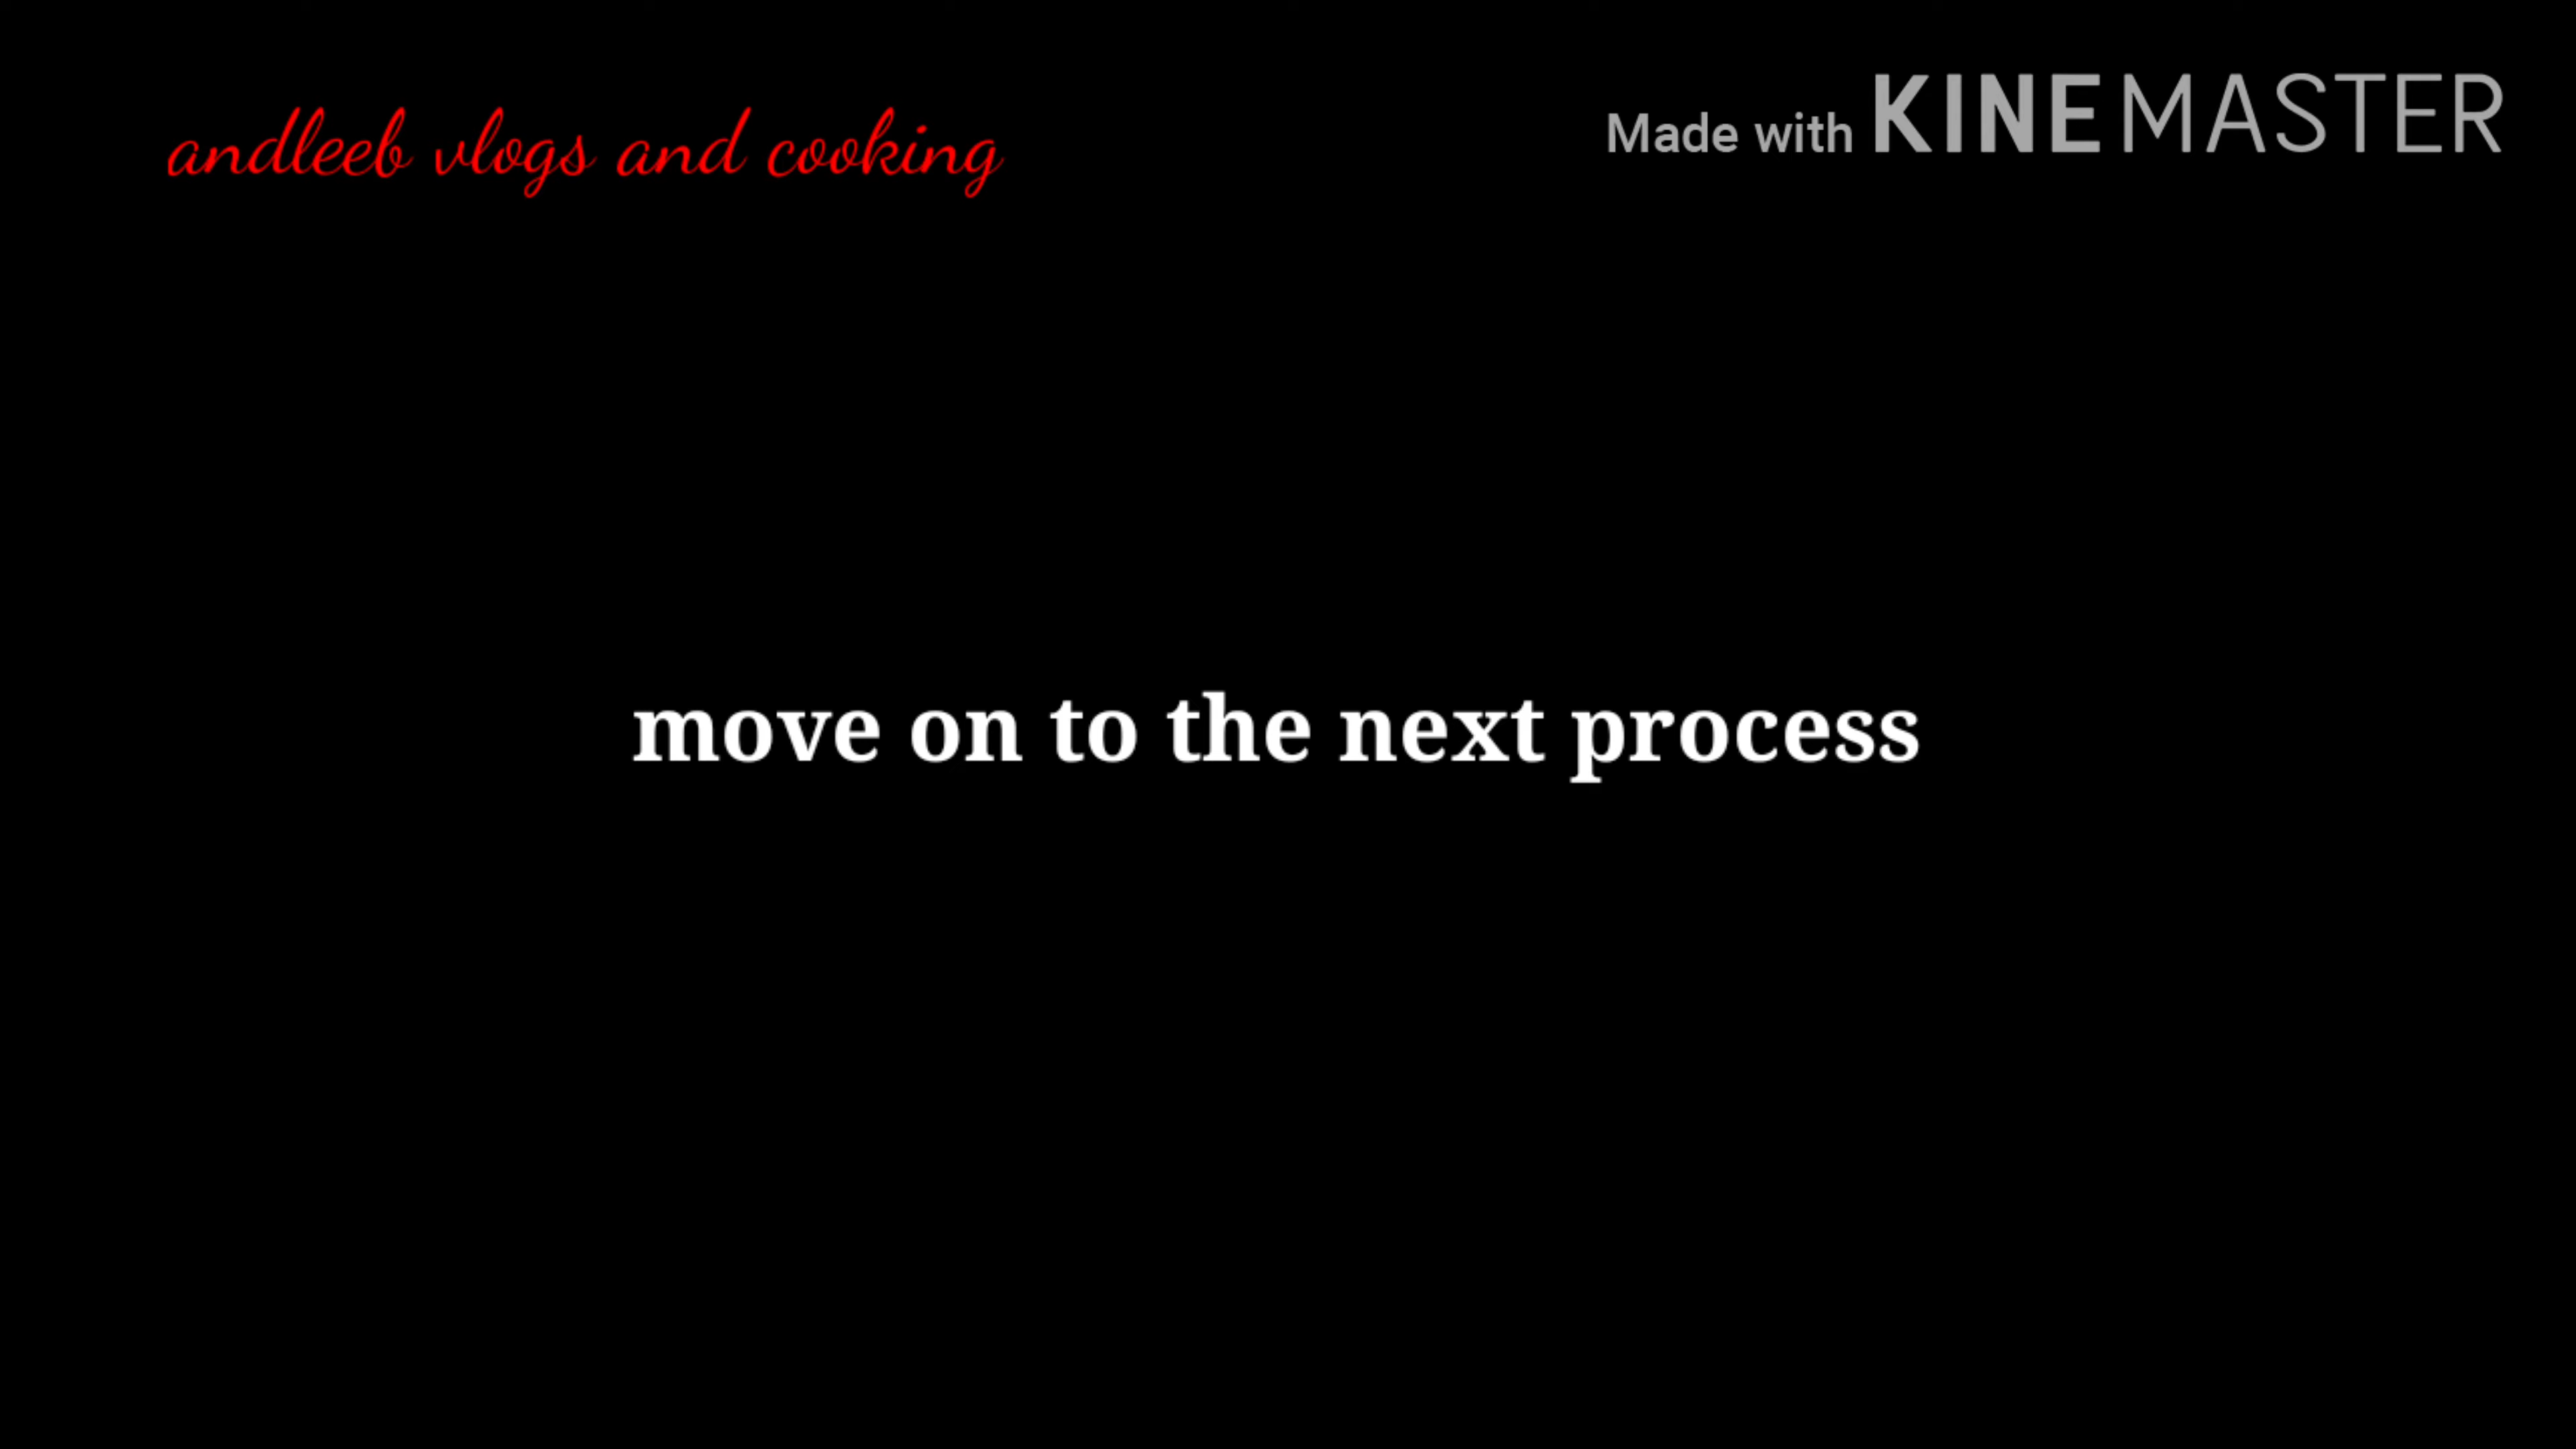 andleeb vlogs and cooking
Made with KINEMASTER
move on to the next process